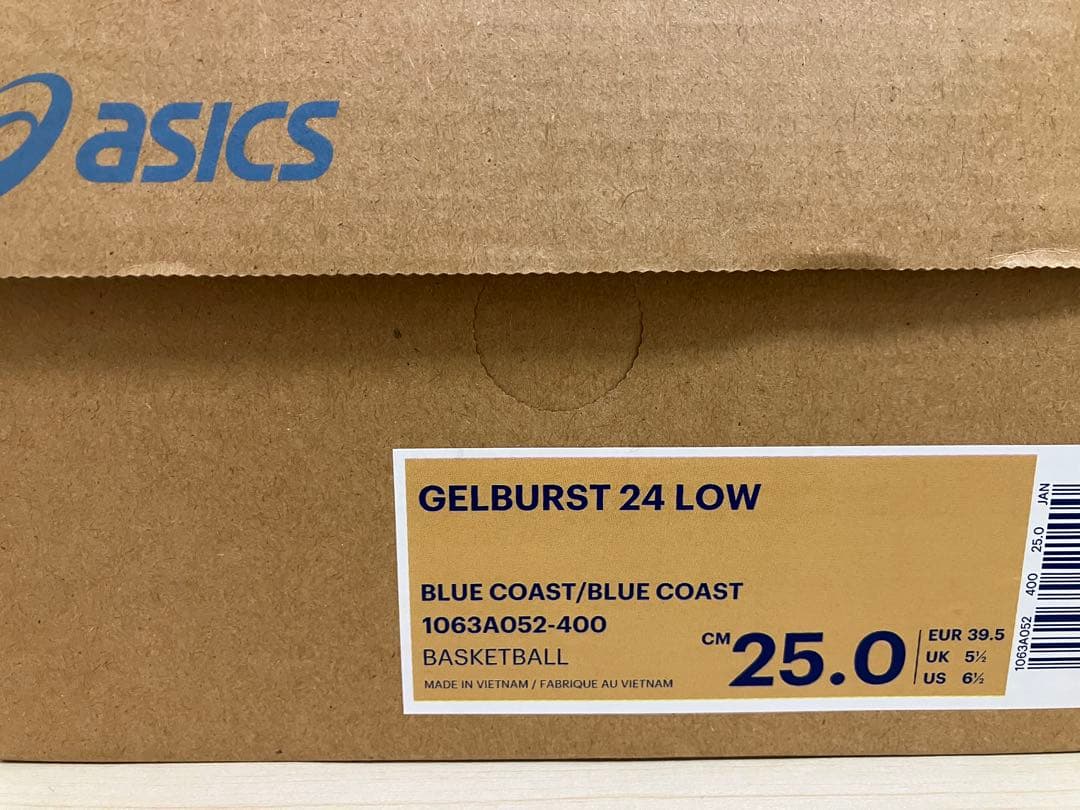 asics
GELBURST 24 LOW
BLUE COAST/BLUE COAST
1063A052-400
BASKETBALL
MADE IN VIETNAM / FABRIQUE AU VIETNAM
CM 25.0
EUR 39.5
UK 5½
US 6½
1063A052 400 25.0 JAN